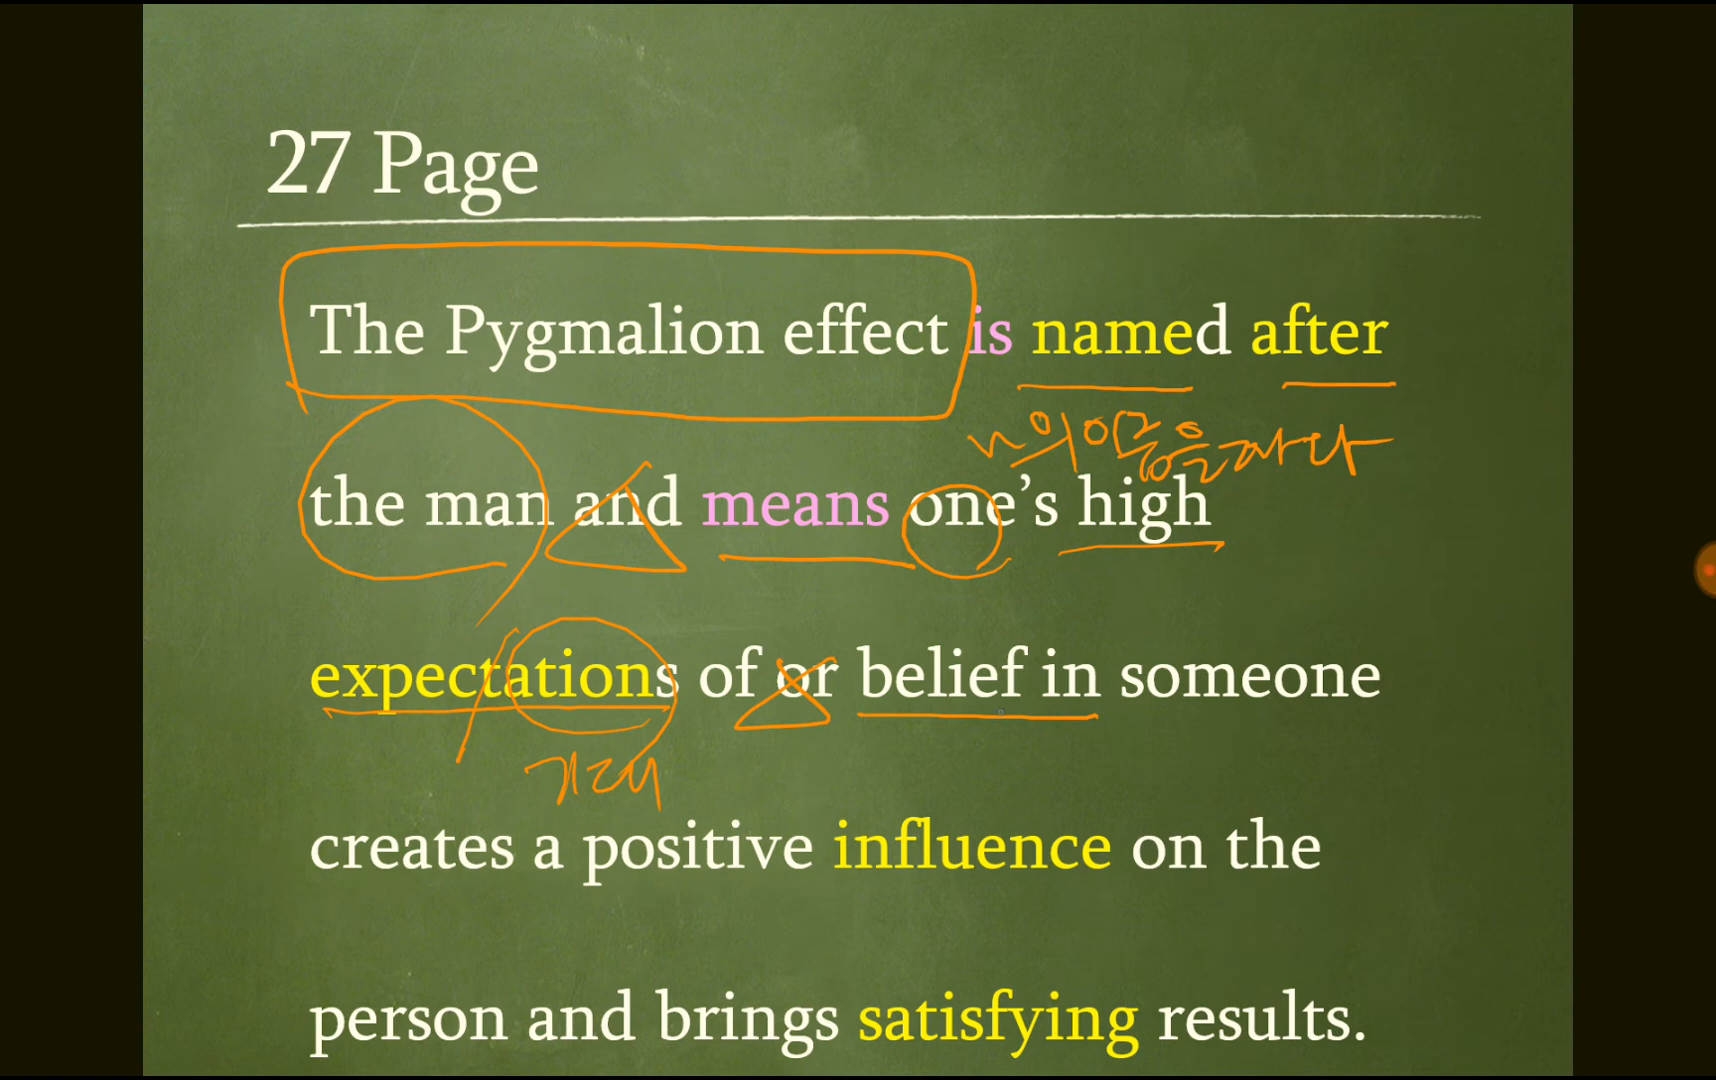 27 Page
The Pygmalion effect is named after
~의 이름을 따다
the man and means one's high
expectations of or belief in someone
기대
creates a positive influence on the
person and brings satisfying results.